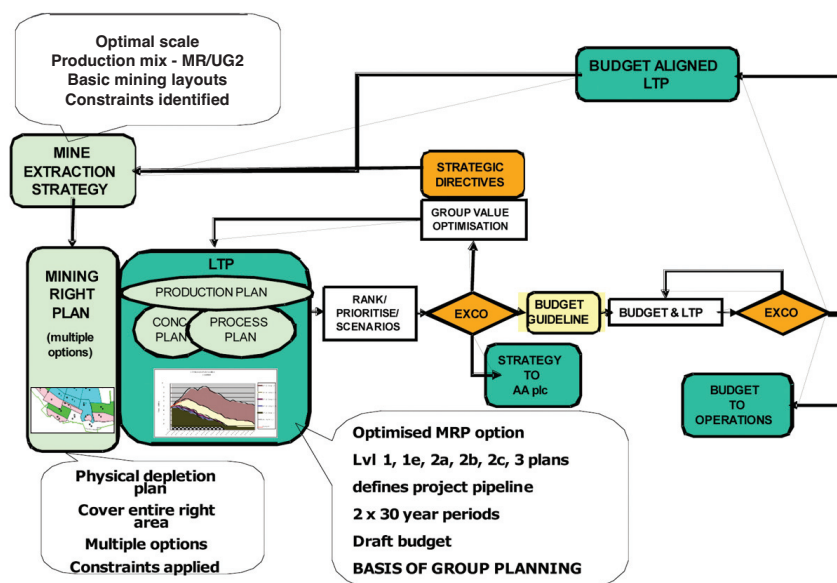 Optimal scale
Production mix - MR/UG2
Basic mining layouts
Constraints identified
BUDGET ALIGNED
LTP
MINE
EXTRACTION
STRATEGY
STRATEGIC
DIRECTIVES
GROUP VALUE
OPTIMISATION
MINING
RIGHT
PLAN
(multiple
options)
LTP
PRODUCTION PLAN
CONC
PLAN
PROCESS
PLAN
RANK/
PRIORITISE/
SCENARIOS
EXCO
BUDGET
GUIDELINE
BUDGET & LTP
EXCO
STRATEGY
TO
AA plc
BUDGET
TO
OPERATIONS
Physical depletion
plan
Cover entire right
area
Multiple options
Constraints applied
Optimised MRP option
Lvl 1, 1e, 2a, 2b, 2c, 3 plans
defines project pipeline
2 x 30 year periods
Draft budget
BASIS OF GROUP PLANNING